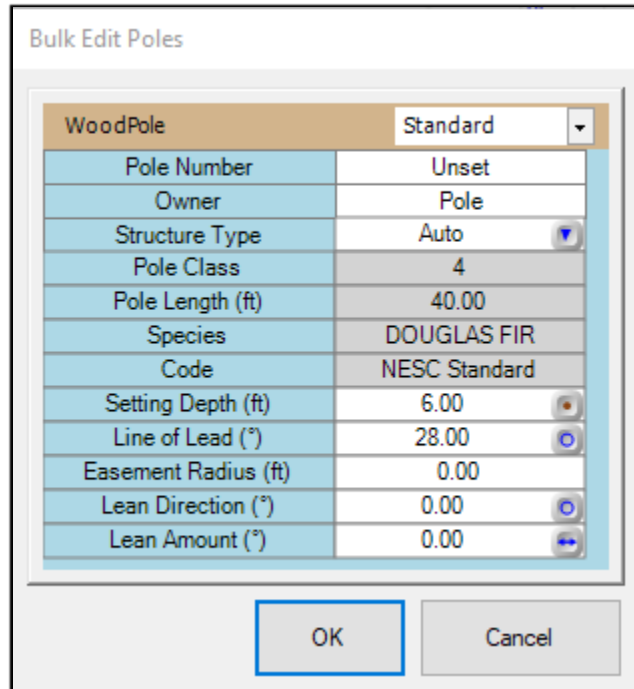 Bulk Edit Poles
WoodPole Standard
Pole Number Unset
Owner Pole
Structure Type Auto
Pole Class 4
Pole Length (ft) 40.00
Species DOUGLAS FIR
Code NESC Standard
Setting Depth (ft) 6.00
Line of Lead (°) 28.00
Easement Radius (ft) 0.00
Lean Direction (°) 0.00
Lean Amount (°) 0.00
OK Cancel